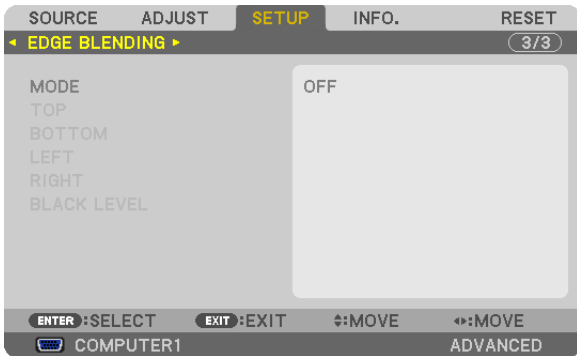 SOURCE ADJUST SETUP INFO. RESET
EDGE BLENDING 3/3
MODE OFF
TOP
BOTTOM
LEFT
RIGHT
BLACK LEVEL
ENTER :SELECT EXIT :EXIT :MOVE :MOVE
COMPUTER1 ADVANCED